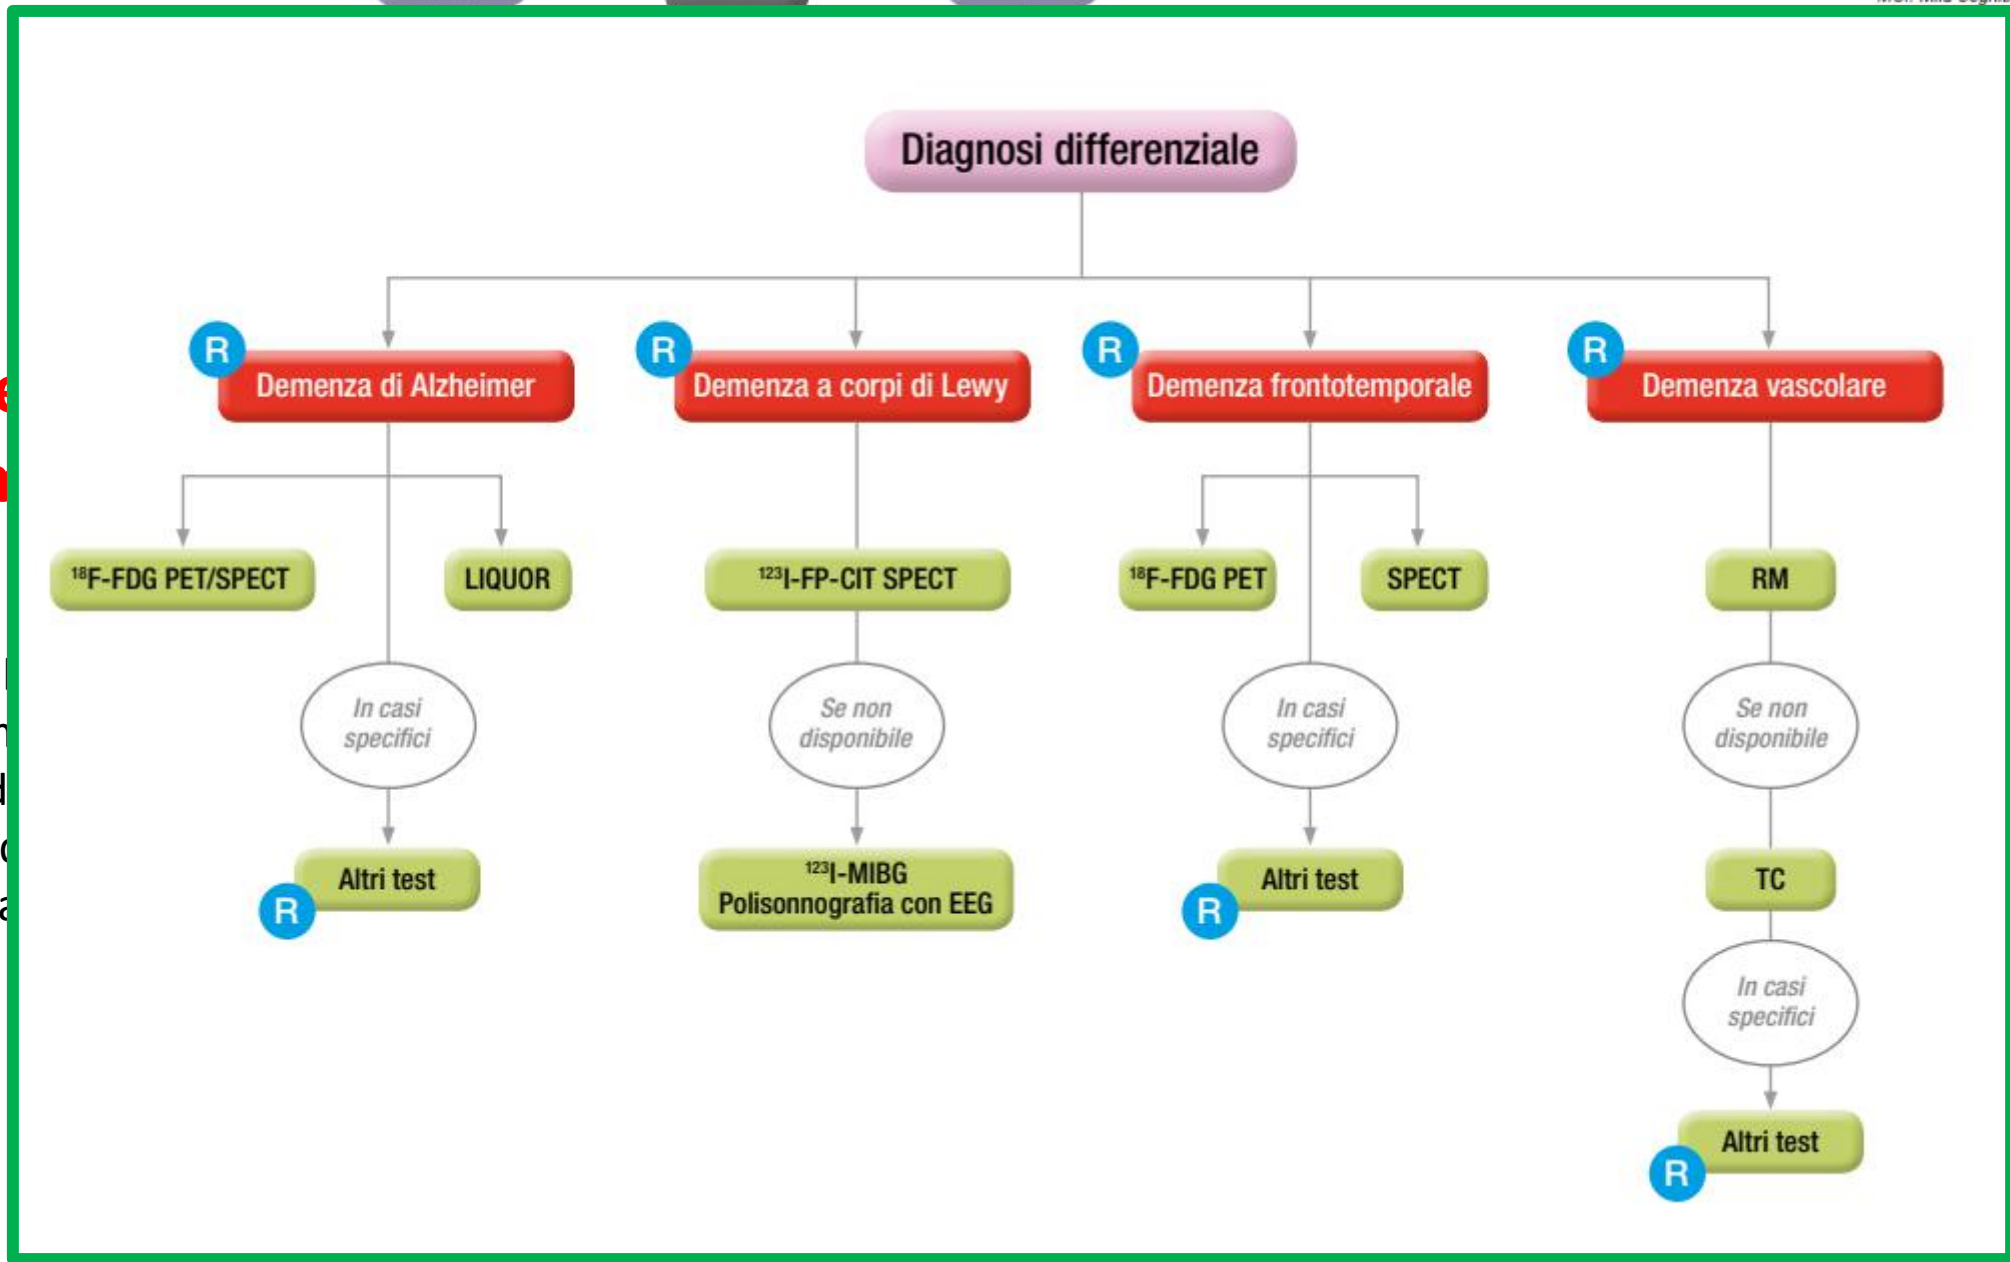 Diagnosi differenziale
R
Demenza di Alzheimer
R
Demenza a corpi di Lewy
R
Demenza frontotemporale
R
Demenza vascolare
¹⁸F-FDG PET/SPECT
LIQUOR
¹²³I-FP-CIT SPECT
¹⁸F-FDG PET
SPECT
RM
In casi
specifici
Se non
disponibile
In casi
specifici
Se non
disponibile
Altri test
R
¹²³I-MIBG
Polisonnografia con EEG
Altri test
R
TC
In casi
specifici
Altri test
R